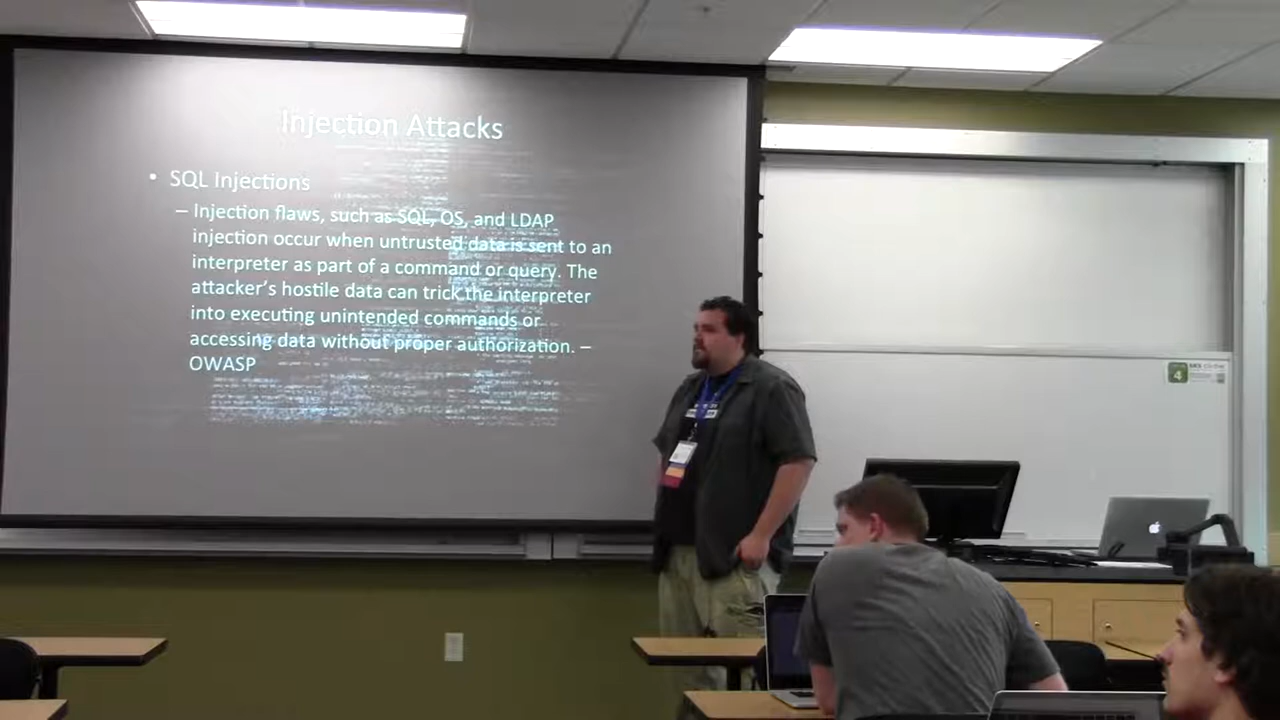 Injection Attacks
• SQL Injections
– Injection flaws, such as SQL, OS, and LDAP
injection occur when untrusted data is sent to an
interpreter as part of a command or query. The
attacker's hostile data can trick the interpreter
into executing unintended commands or
accessing data without proper authorization. –
OWASP
4